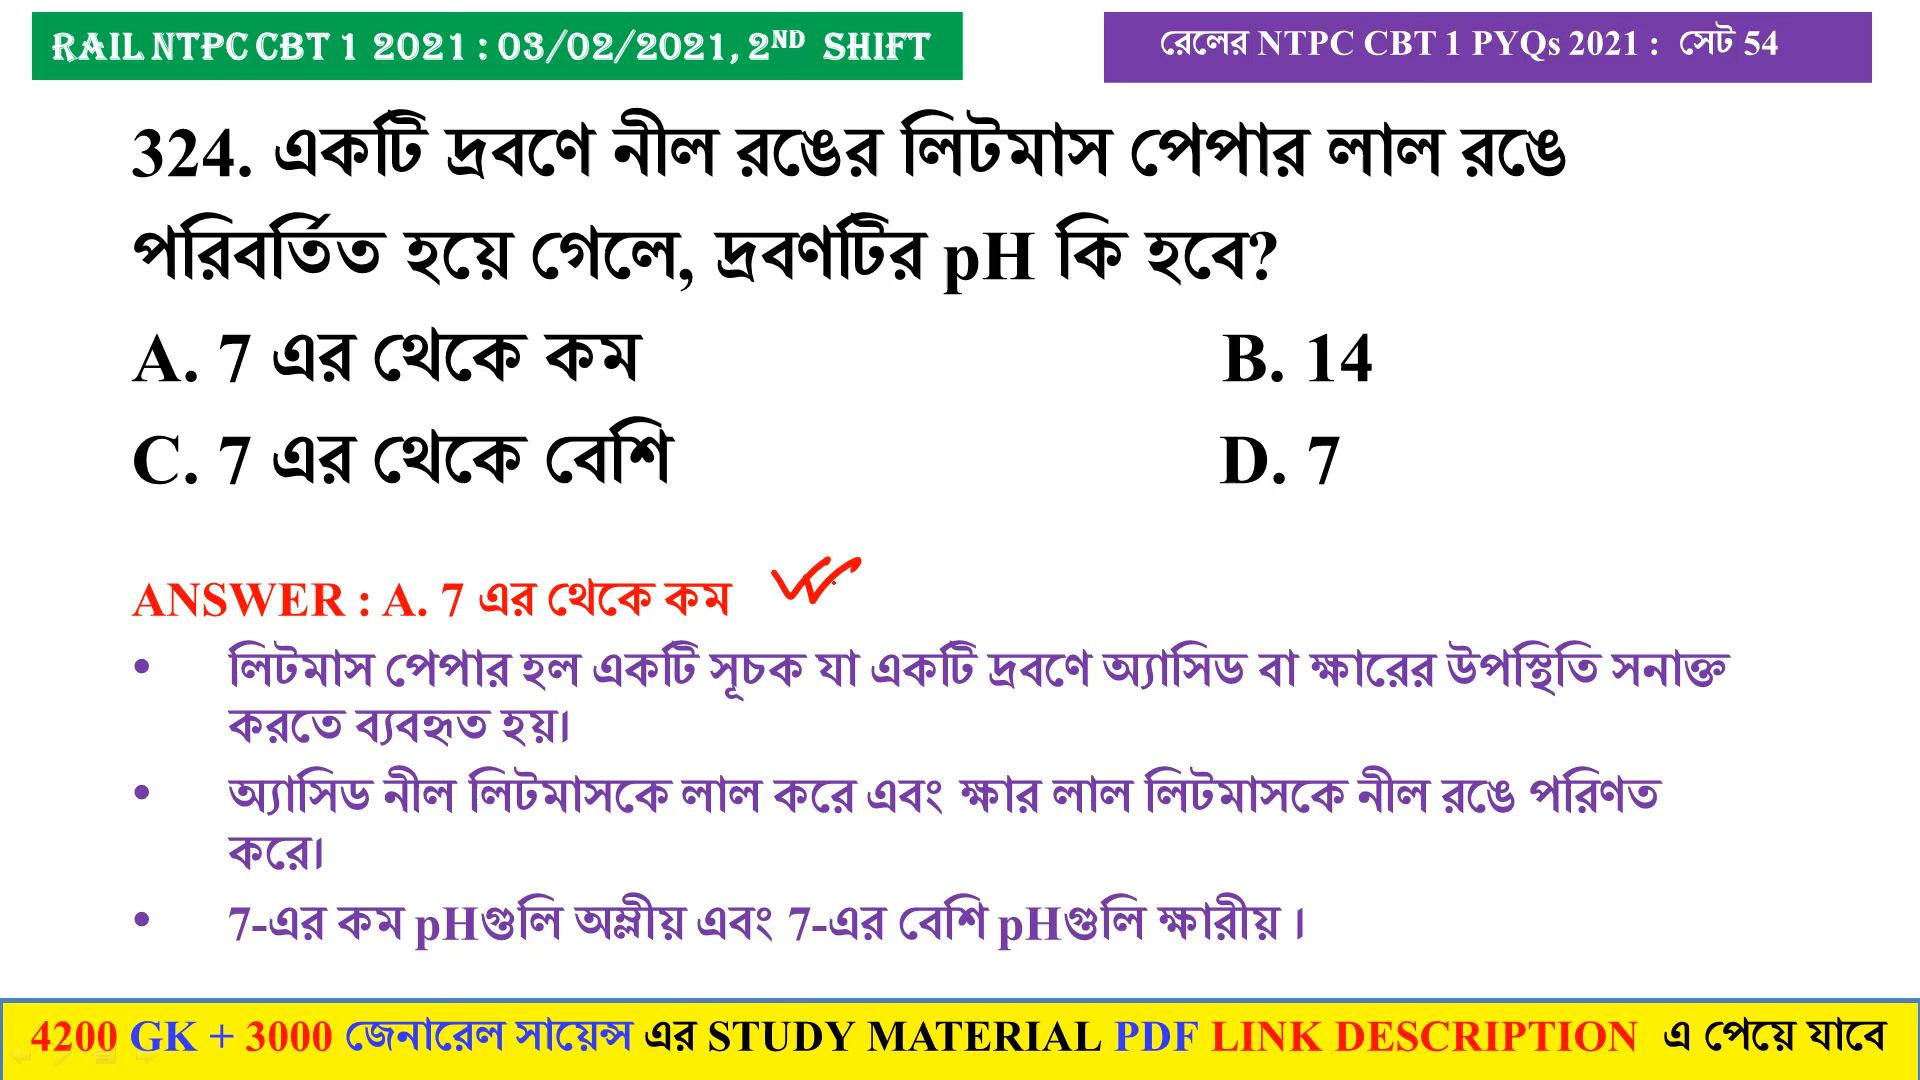 RAIL NTPC CBT 1 2021 : 03/02/2021, 2ND SHIFT
রেলের NTPC CBT 1 PYQs 2021 : সেট 54
324. একটি দ্রবণে নীল রঙের লিটমাস পেপার লাল রঙে
পরিবর্তিত হয়ে গেলে, দ্রবণটির pH কি হবে?
A. 7 এর থেকে কম B. 14
C. 7 এর থেকে বেশি D. 7
ANSWER : A. 7 এর থেকে কম
• লিটমাস পেপার হল একটি সূচক যা একটি দ্রবণে অ্যাসিড বা ক্ষারের উপস্থিতি সনাক্ত
করতে ব্যবহৃত হয়।
• অ্যাসিড নীল লিটমাসকে লাল করে এবং ক্ষার লাল লিটমাসকে নীল রঙে পরিণত
করে।
• 7-এর কম pHগুলি অম্লীয় এবং 7-এর বেশি pHগুলি ক্ষারীয় ।
4200 GK + 3000 জেনারেল সায়েন্স এর STUDY MATERIAL PDF LINK DESCRIPTION এ পেয়ে যাবে